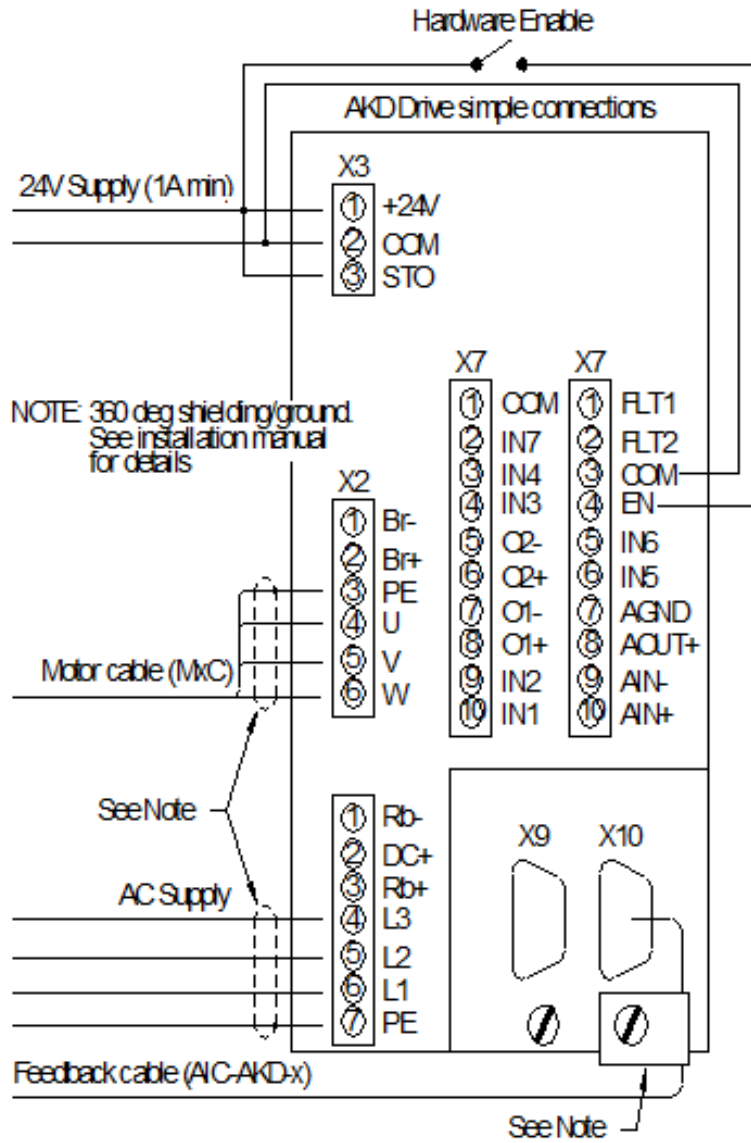 Hardware Enable
AKD Drive simple connections
24V Supply (1A min)
X3
1 +24V
2 COM
3 STO
NOTE: 360 deg shielding/ground.
See installation manual
for details
X7
1 COM
2 IN7
3 IN4
4 IN3
5 O2-
6 O2+
7 O1-
8 O1+
9 IN2
10 IN1
X7
1 FLT1
2 FLT2
3 COM
4 EN
5 IN6
6 IN5
7 AGND
8 AOUT+
9 AIN-
10 AIN+
X2
1 Br-
2 Br+
3 PE
4 U
5 V
6 W
Motor cable (MxC)
See Note
AC Supply
1 Rb-
2 DC+
3 Rb+
4 L3
5 L2
6 L1
7 PE
X9
X10
Feedback cable (AIC-AKD-x)
See Note